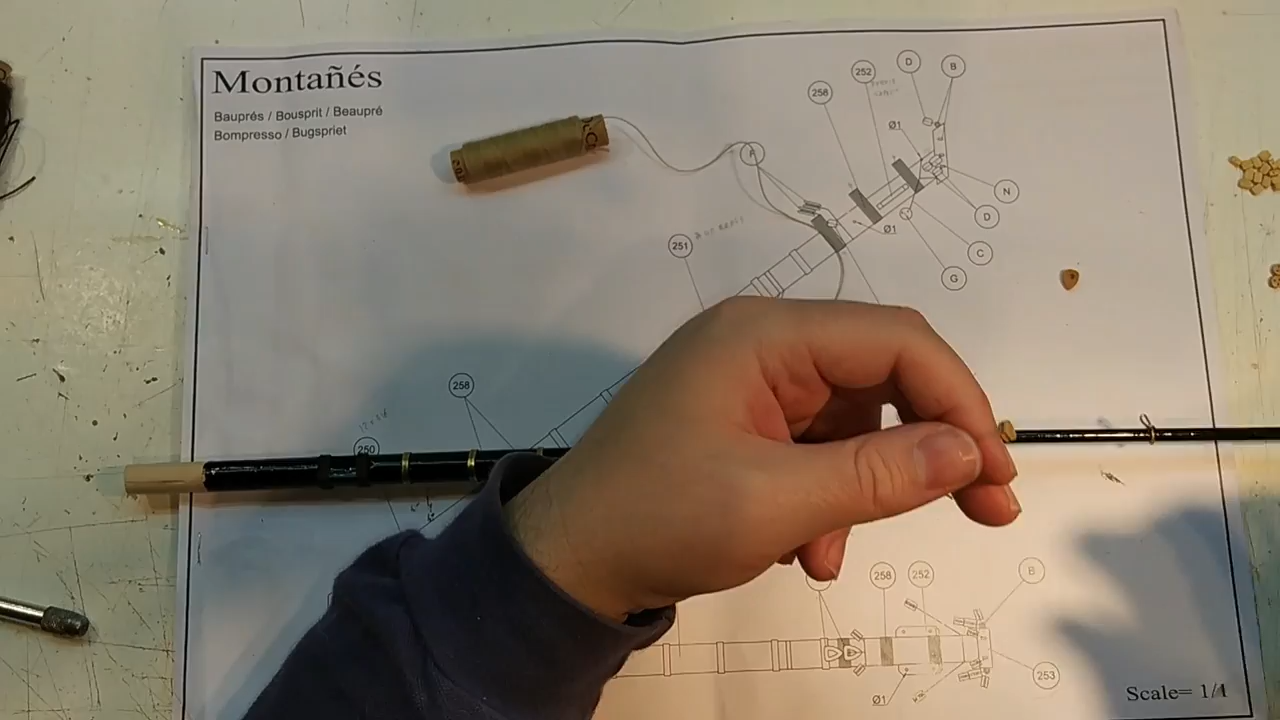 Montañés
Bauprés / Bousprit / Beaupré
Bompresso / Bugspriet
258
252
D
B
Ø1
F
N
D
251
Ø1
C
G
258
250
258
252
B
253
Ø1
Scale= 1/1